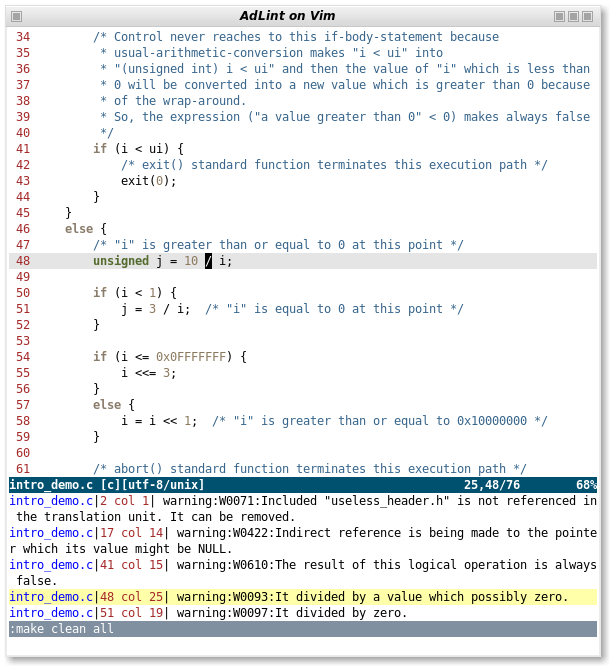 AdLint on Vim
34 /* Control never reaches to this if-body-statement because
35 * usual-arithmetic-conversion makes "i < ui" into
36 * "(unsigned int) i < ui" and then the value of "i" which is less than
37 * 0 will be converted into a new value which is greater than 0 because
38 * of the wrap-around.
39 * So, the expression ("a value greater than 0" < 0) makes always false
40 */
41 if (i < ui) {
42 /* exit() standard function terminates this execution path */
43 exit(0);
44 }
45 }
46 else {
47 /* "i" is greater than or equal to 0 at this point */
48 unsigned j = 10 / i;
49
50 if (i < 1) {
51 j = 3 / i;  /* "i" is equal to 0 at this point */
52 }
53
54 if (i <= 0x0FFFFFFF) {
55 i <<= 3;
56 }
57 else {
58 i = i << 1;  /* "i" is greater than or equal to 0x10000000 */
59 }
60
61 /* abort() standard function terminates this execution path */
intro_demo.c [c][utf-8/unix] 25,48/76 68%
intro_demo.c|2 col 1| warning:W0071:Included "useless_header.h" is not referenced in
the translation unit. It can be removed.
intro_demo.c|17 col 14| warning:W0422:Indirect reference is being made to the pointe
r which its value might be NULL.
intro_demo.c|41 col 15| warning:W0610:The result of this logical operation is always
false.
intro_demo.c|48 col 25| warning:W0093:It divided by a value which possibly zero.
intro_demo.c|51 col 19| warning:W0097:It divided by zero.
:make clean all